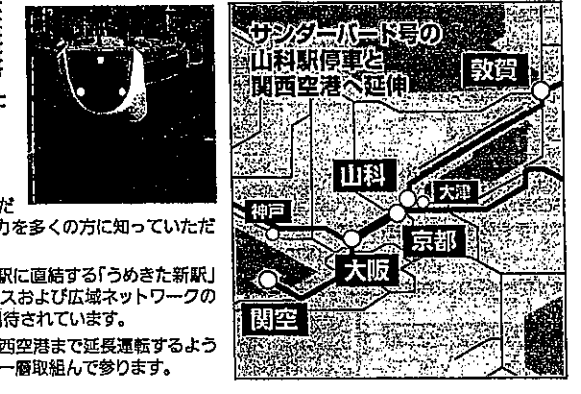 だ
力を多くの方に知っていただ
駅に直結する「うめきた新駅」
スおよび広域ネットワークの
待されています。
西空港まで延長運転するよう
一層取組んで参ります。
サンダーバード号の
山科駅停車と
関西空港へ延伸
敦賀
山科
大津
神戸
京都
大阪
関空